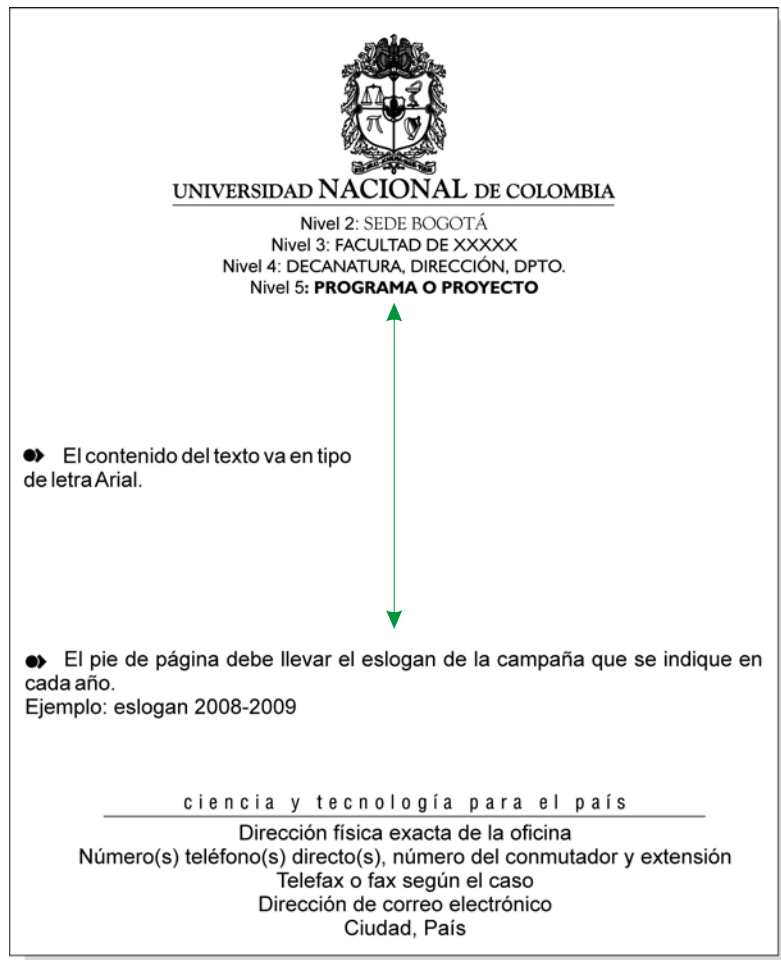 UNIVERSIDAD NACIONAL DE COLOMBIA
Nivel 2: SEDE BOGOTÁ
Nivel 3: FACULTAD DE XXXXX
Nivel 4: DECANATURA, DIRECCIÓN, DPTO.
Nivel 5: PROGRAMA O PROYECTO
El contenido del texto va en tipo
de letra Arial.
El pie de página debe llevar el eslogan de la campaña que se indique en
cada año.
Ejemplo: eslogan 2008-2009
ciencia y tecnología para el país
Dirección física exacta de la oficina
Número(s) teléfono(s) directo(s), número del conmutador y extensión
Telefax o fax según el caso
Dirección de correo electrónico
Ciudad, País